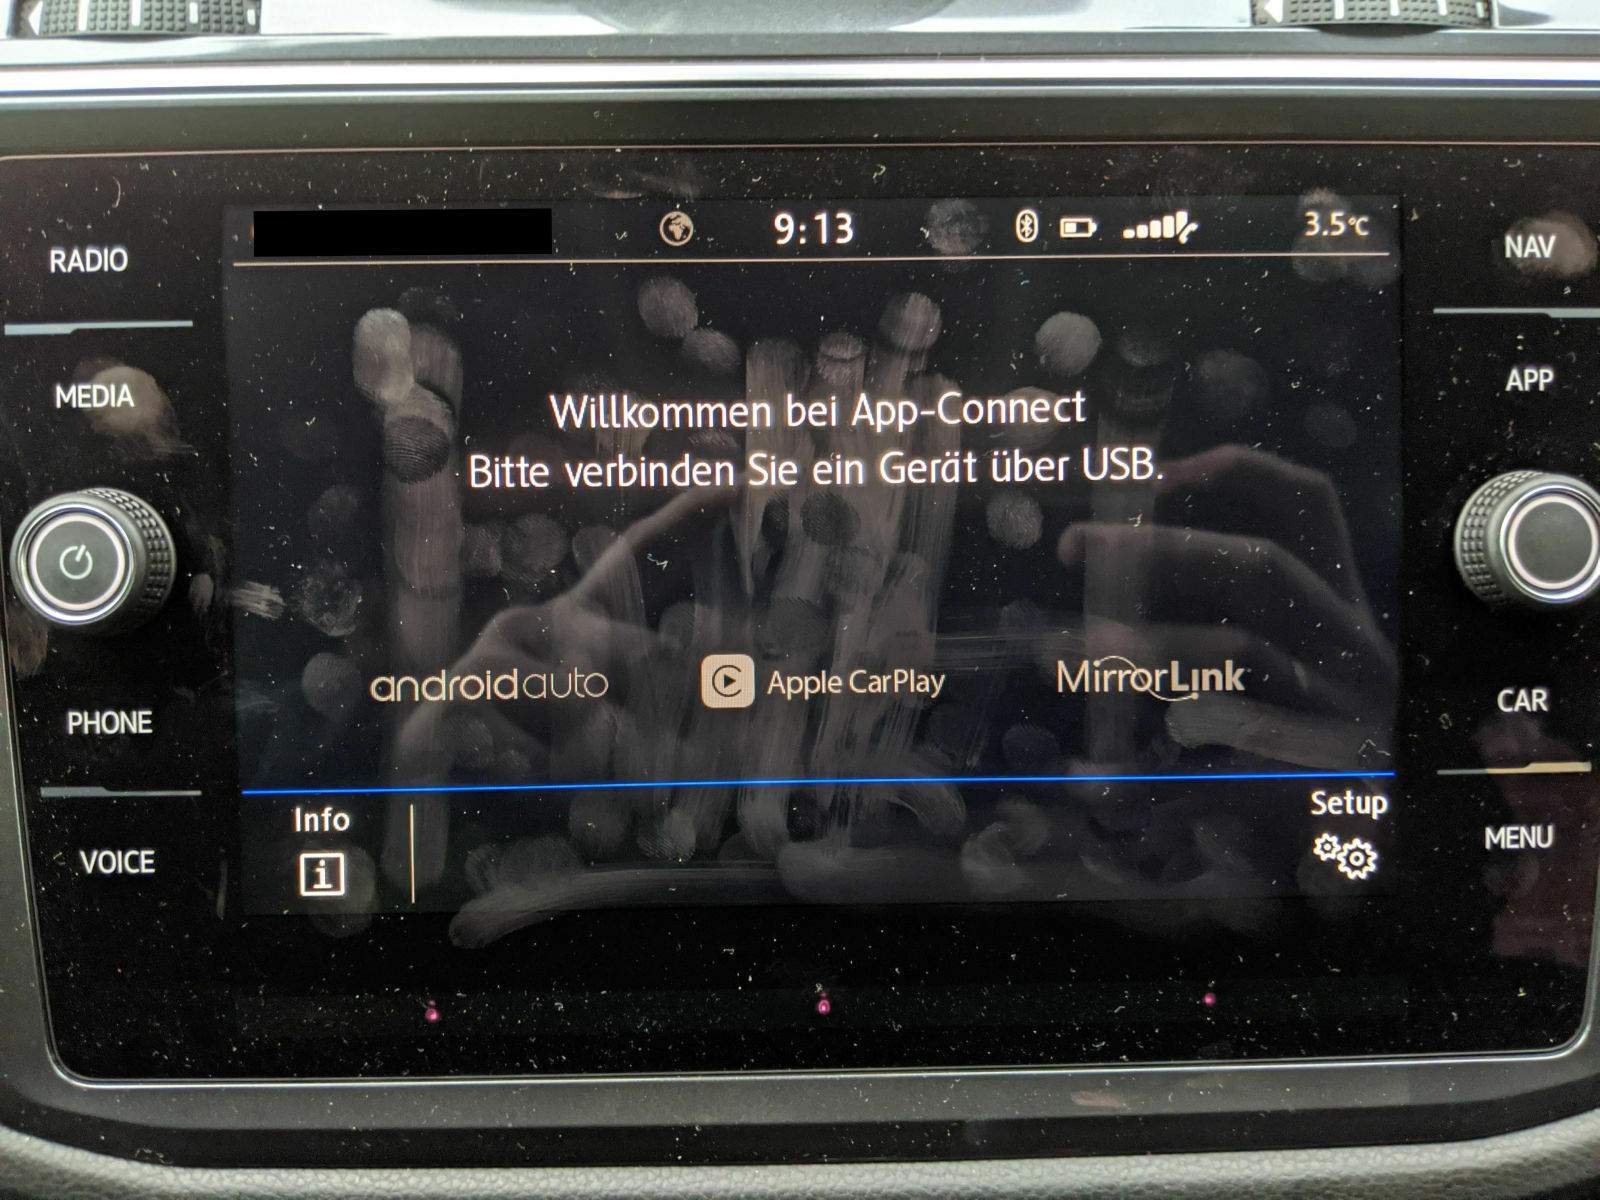 9:13
3.5°C
RADIO
NAV
MEDIA
APP
Willkommen bei App-Connect
Bitte verbinden Sie ein Gerät über USB.
androidauto
Apple CarPlay
MirrorLink
PHONE
CAR
Info
Setup
VOICE
MENU